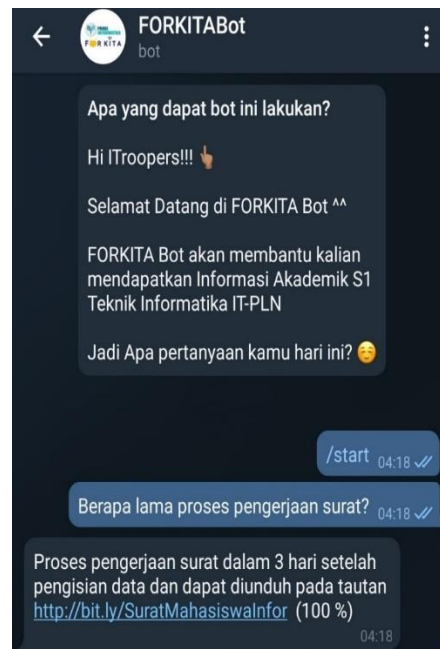 FORKITABot
bot
Apa yang dapat bot ini lakukan?
Hi ITroopers!!!
Selamat Datang di FORKITA Bot ^^
FORKITA Bot akan membantu kalian
mendapatkan Informasi Akademik S1
Teknik Informatika IT-PLN
Jadi Apa pertanyaan kamu hari ini?
/start 04:18
Berapa lama proses pengerjaan surat? 04:18
Proses pengerjaan surat dalam 3 hari setelah
pengisian data dan dapat diunduh pada tautan
http://bit.ly/SuratMahasiswaInfor (100 %)
04:18